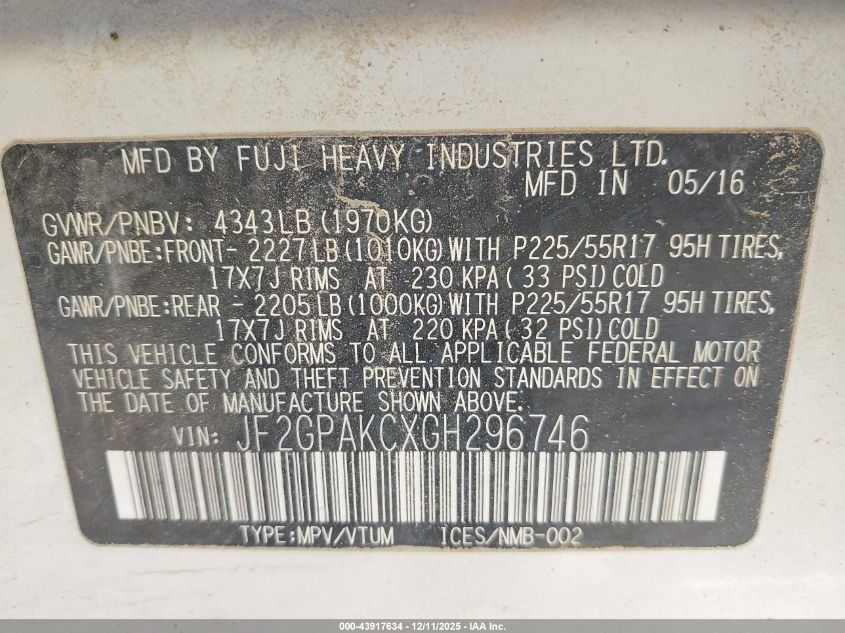 MFD BY FUJI HEAVY INDUSTRIES LTD.
MFD IN 05/16
GVWR/PNBV: 4343LB (1970KG)
GAWR/PNBE:FRONT- 2227LB(1010KG)WITH P225/55R17 95H TIRES,
17X7J RIMS AT 230 KPA( 33 PSI)COLD
GAWR/PNBE:REAR - 2205LB(1000KG)WITH P225/55R17 95H TIRES,
17X7J RIMS AT 220 KPA( 32 PSI)COLD
THIS VEHICLE CONFORMS TO ALL APPLICABLE FEDERAL MOTOR
VEHICLE SAFETY AND THEFT PREVENTION STANDARDS IN EFFECT ON
THE DATE OF MANUFACTURE SHOWN ABOVE.
VIN: JF2GPAKCXGH296746
TYPE:MPV/VTUM ICES/NMB-002
000-43917634 - 12/11/2025 - IAA Inc.